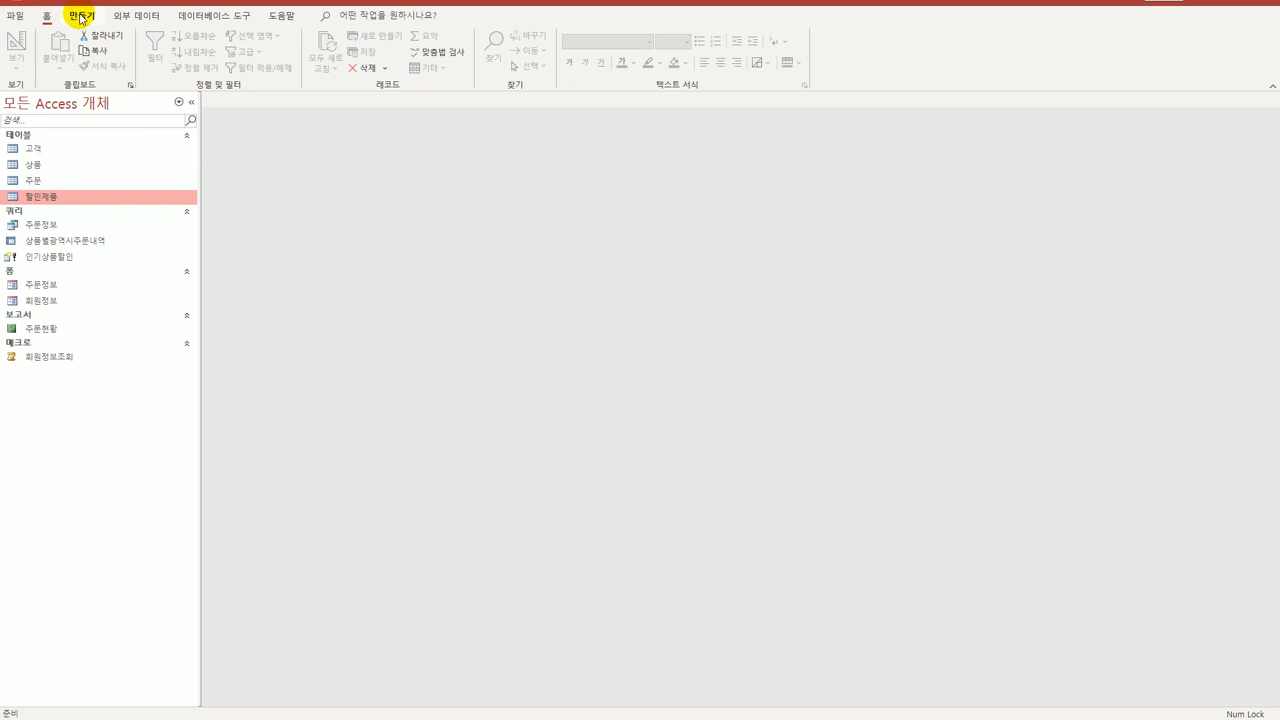 파일 홈 만들기 외부 데이터 데이터베이스 도구 도움말 어떤 작업을 원하시나요?
보기 붙여넣기 잘라내기 복사 서식 복사
필터 오름차순 내림차순 정렬 제거 선택 영역 고급 필터 적용/해제
모두 새로 고침 새로 만들기 저장 삭제 요약 맞춤법 검사 기타
찾기 바꾸기 이동 선택
가 가 가 가
보기 클립보드 정렬 및 필터 레코드 찾기 텍스트 서식
모든 Access 개체
검색...
테이블
고객
상품
주문
할인제품
쿼리
주문정보
상품별광역시주문내역
인기상품할인
폼
주문정보
회원정보
보고서
주문현황
매크로
회원정보조회
준비 Num Lock